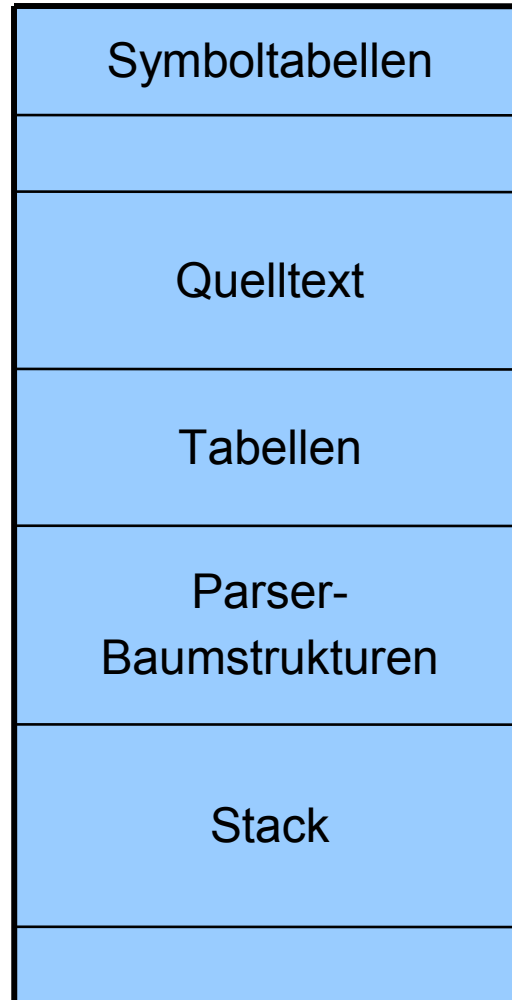 Symboltabellen
Quelltext
Tabellen
Parser-
Baumstrukturen
Stack